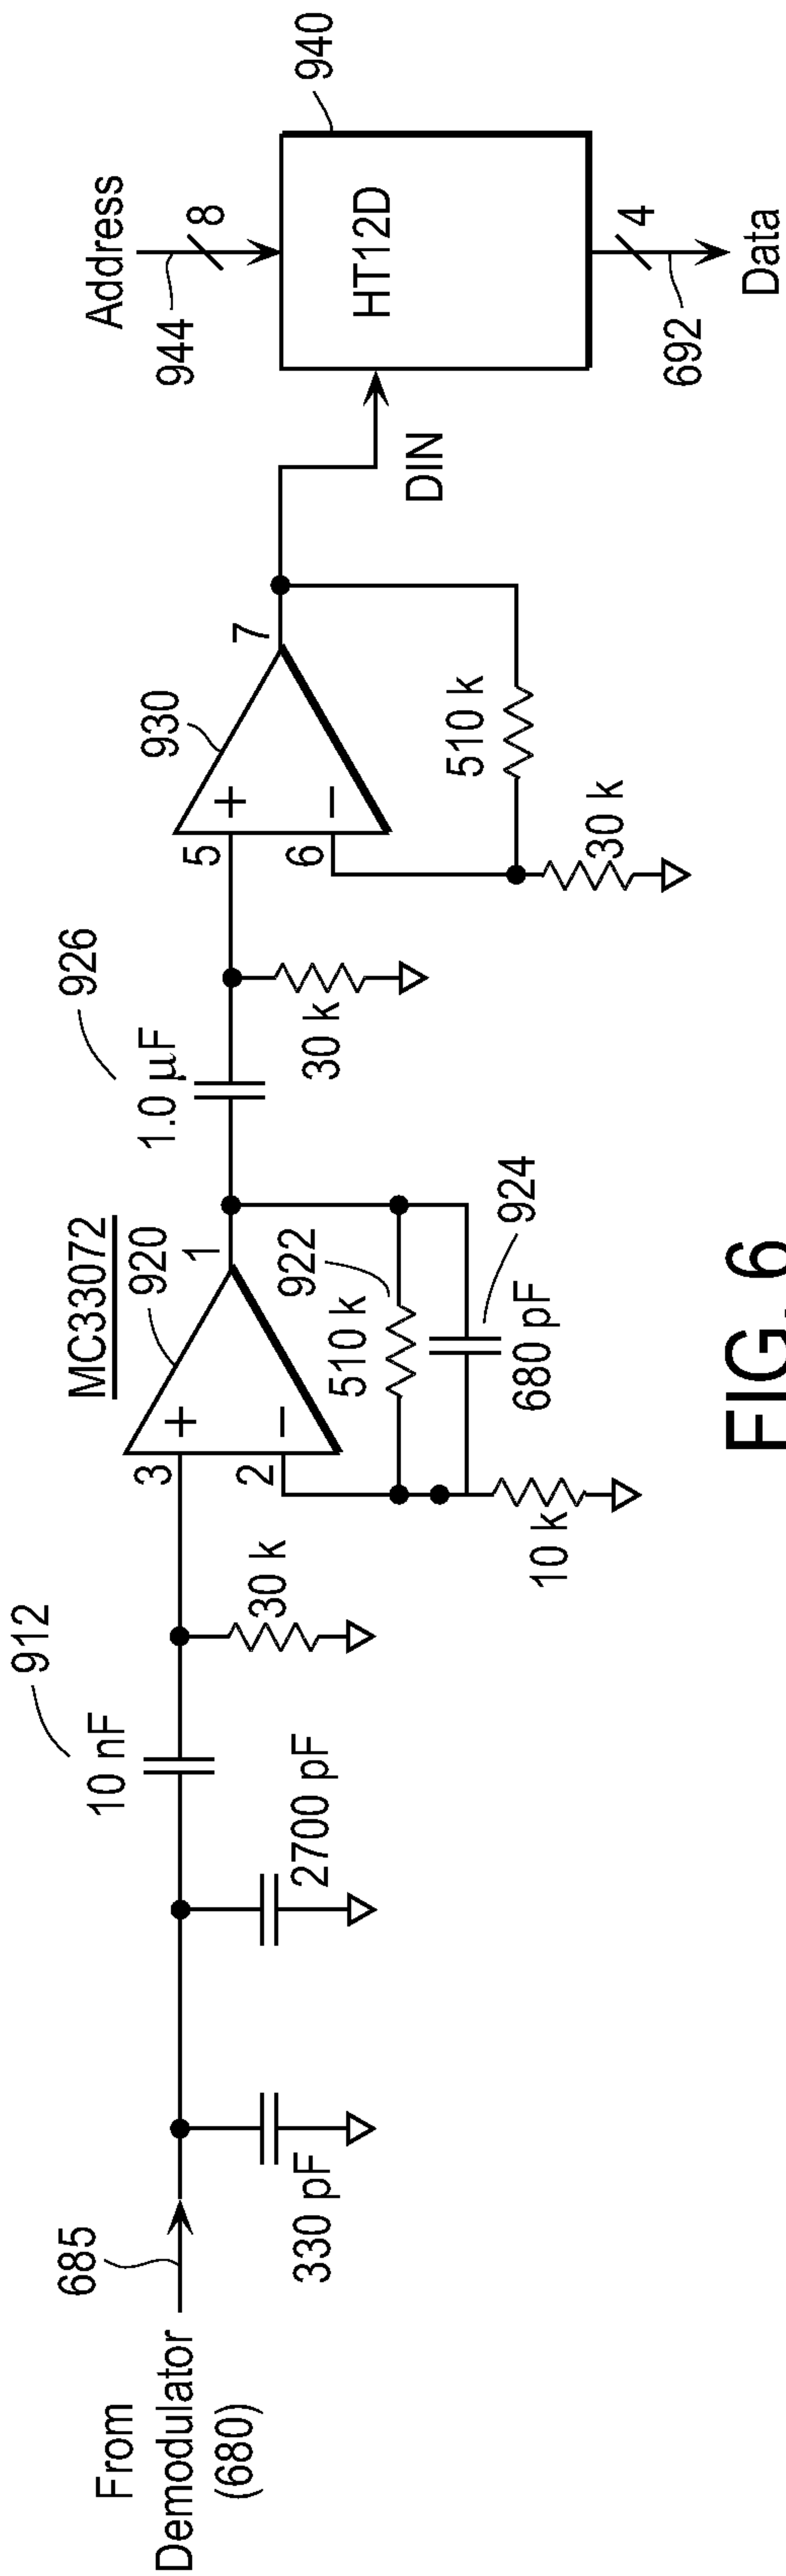 From
Demodulator
(680)
685
330 pF
2700 pF
912
10 nF
30 k
MC33072
920
3
2
1
10 k
922
510 k
924
680 pF
926
1.0 μF
30 k
930
5
6
7
510 k
30 k
DIN
Address
944
8
940
HT12D
4
692
Data
FIG. 6